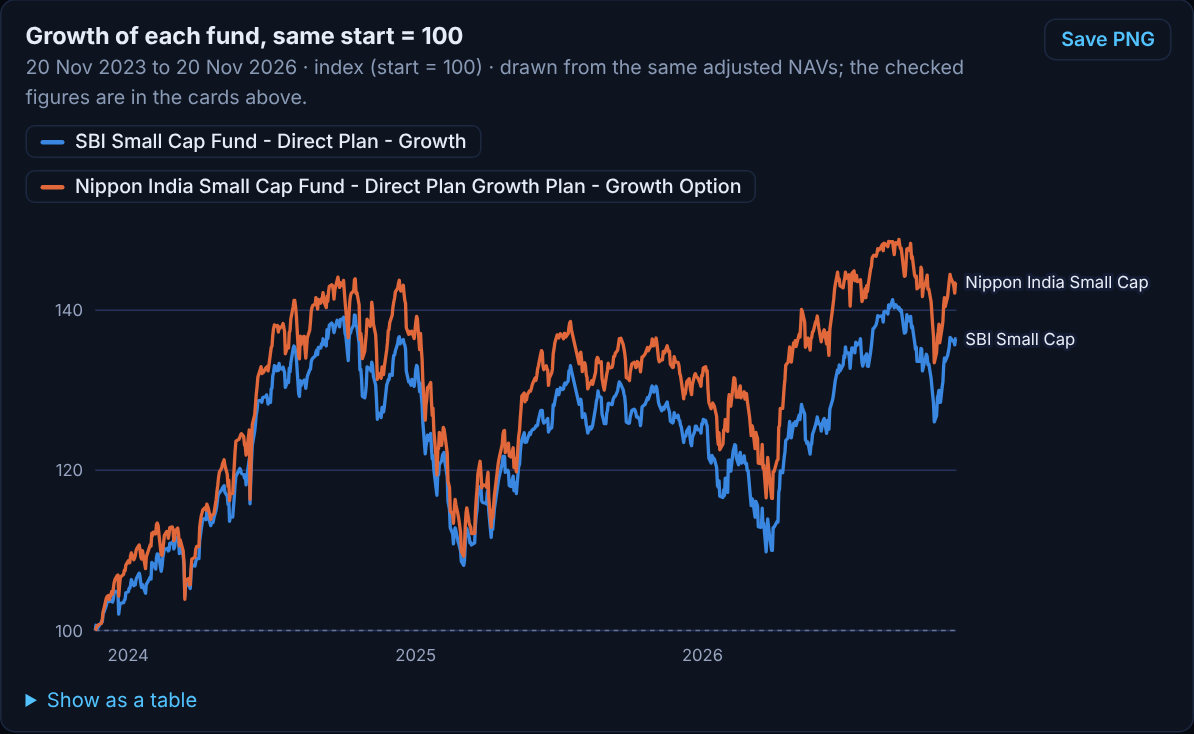 Growth of each fund, same start = 100
Save PNG
20 Nov 2023 to 20 Nov 2026 · index (start = 100) · drawn from the same adjusted NAVs; the checked
figures are in the cards above.
SBI Small Cap Fund - Direct Plan - Growth
Nippon India Small Cap Fund - Direct Plan Growth Plan - Growth Option
Nippon India Small Cap
140
SBI Small Cap
120
100
2024 2025 2026
Show as a table